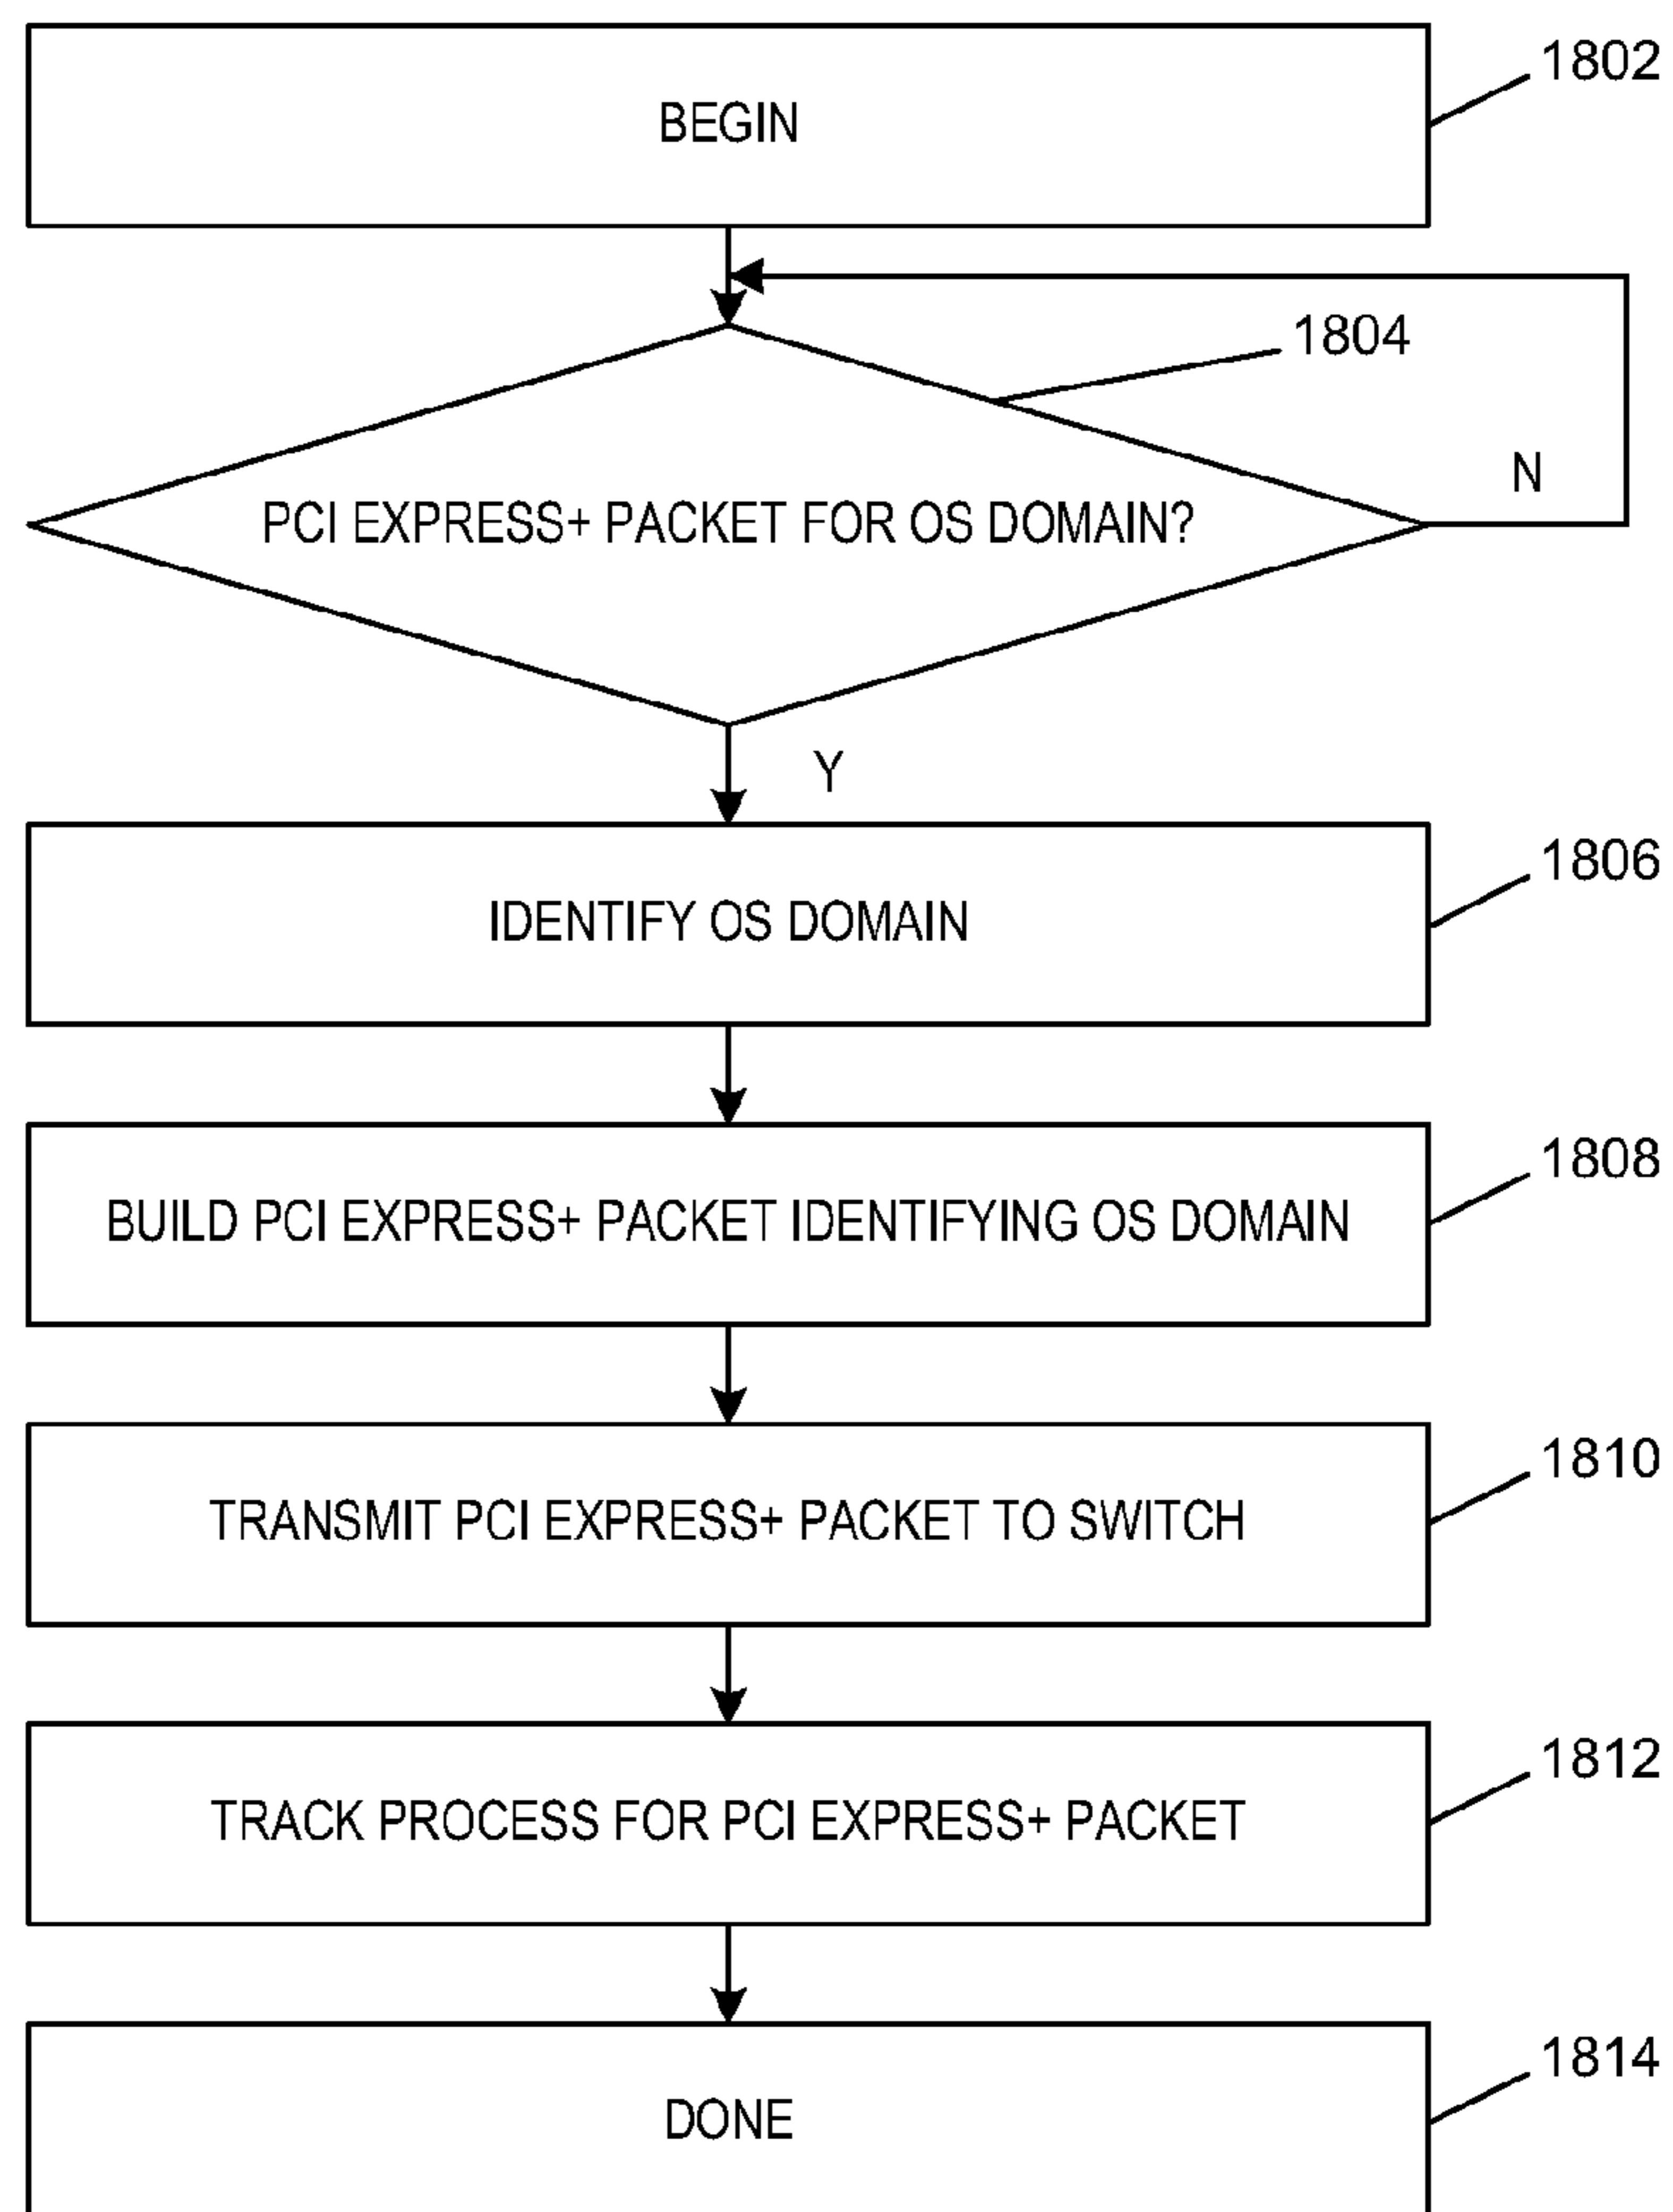 BEGIN
1802
1804
PCI EXPRESS+ PACKET FOR OS DOMAIN?
N
Y
IDENTIFY OS DOMAIN
1806
BUILD PCI EXPRESS+ PACKET IDENTIFYING OS DOMAIN
1808
TRANSMIT PCI EXPRESS+ PACKET TO SWITCH
1810
TRACK PROCESS FOR PCI EXPRESS+ PACKET
1812
DONE
1814